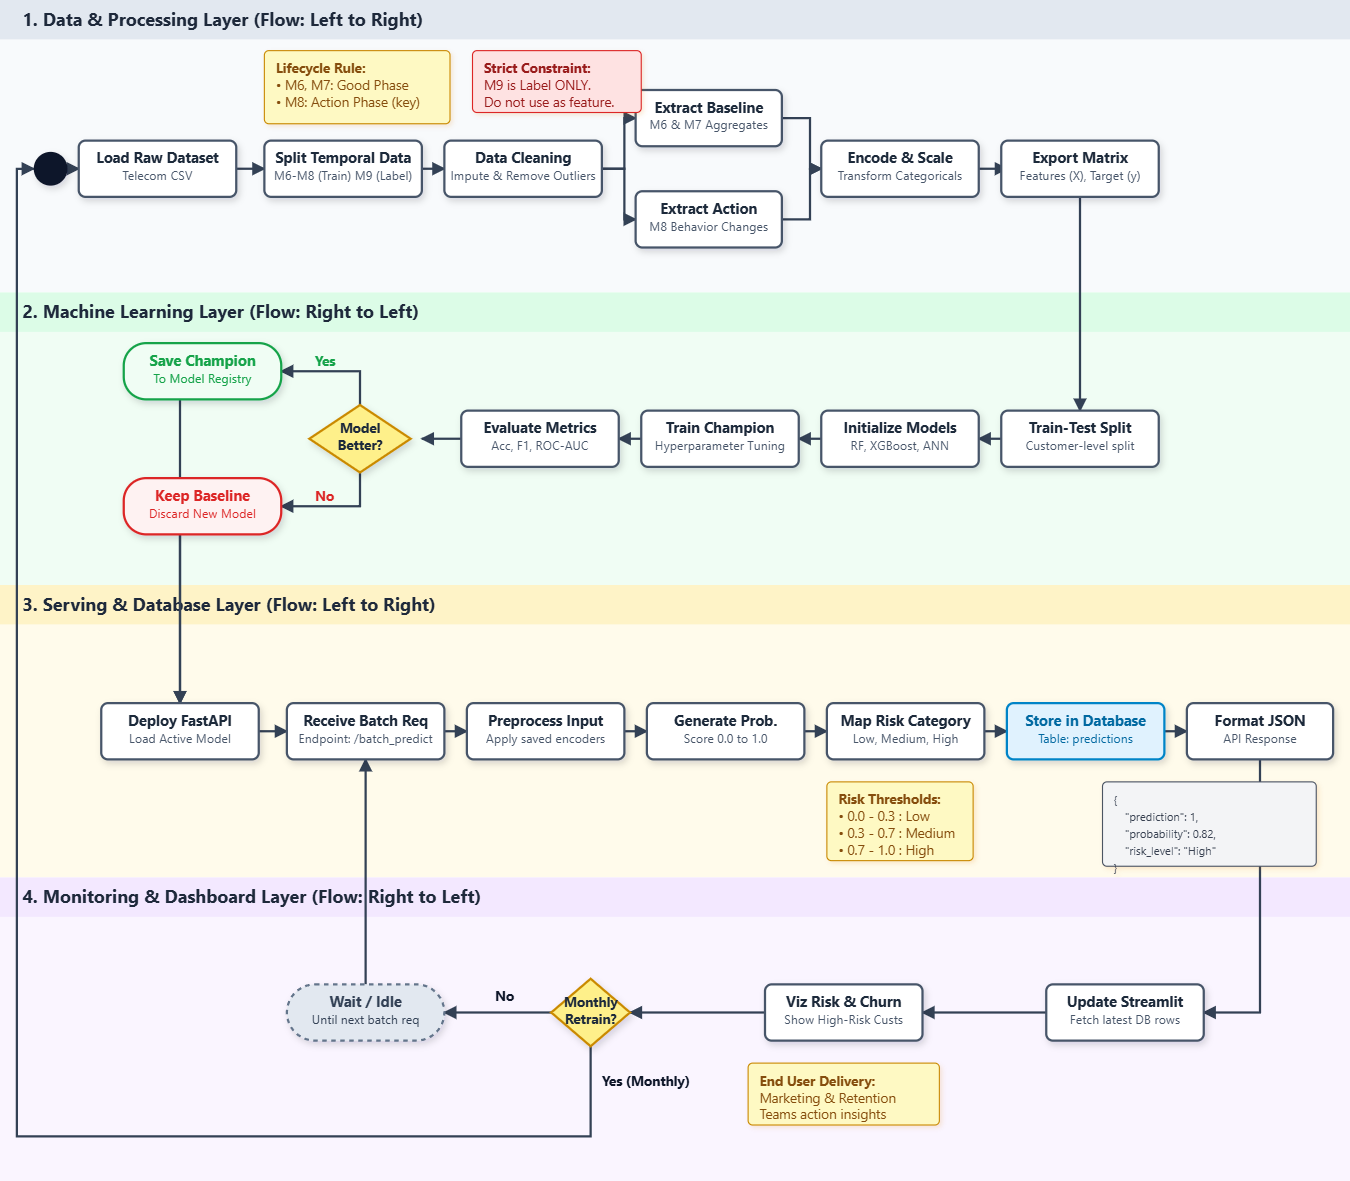 1. Data & Processing Layer (Flow: Left to Right)
Lifecycle Rule:
• M6, M7: Good Phase
• M8: Action Phase (key)
Strict Constraint:
M9 is Label ONLY.
Do not use as feature.
Load Raw Dataset
Telecom CSV
Split Temporal Data
M6-M8 (Train) M9 (Label)
Data Cleaning
Impute & Remove Outliers
Extract Baseline
M6 & M7 Aggregates
Extract Action
M8 Behavior Changes
Encode & Scale
Transform Categoricals
Export Matrix
Features (X), Target (y)
2. Machine Learning Layer (Flow: Right to Left)
Save Champion
To Model Registry
Yes
Model
Better?
No
Keep Baseline
Discard New Model
Evaluate Metrics
Acc, F1, ROC-AUC
Train Champion
Hyperparameter Tuning
Initialize Models
RF, XGBoost, ANN
Train-Test Split
Customer-level split
3. Serving & Database Layer (Flow: Left to Right)
Deploy FastAPI
Load Active Model
Receive Batch Req
Endpoint: /batch_predict
Preprocess Input
Apply saved encoders
Generate Prob.
Score 0.0 to 1.0
Map Risk Category
Low, Medium, High
Store in Database
Table: predictions
Format JSON
API Response
Risk Thresholds:
• 0.0 - 0.3 : Low
• 0.3 - 0.7 : Medium
• 0.7 - 1.0 : High
{
"prediction": 1,
"probability": 0.82,
"risk_level": "High"
}
4. Monitoring & Dashboard Layer (Flow: Right to Left)
Wait / Idle
Until next batch req
No
Monthly
Retrain?
Yes (Monthly)
Viz Risk & Churn
Show High-Risk Custs
Update Streamlit
Fetch latest DB rows
End User Delivery:
Marketing & Retention
Teams action insights